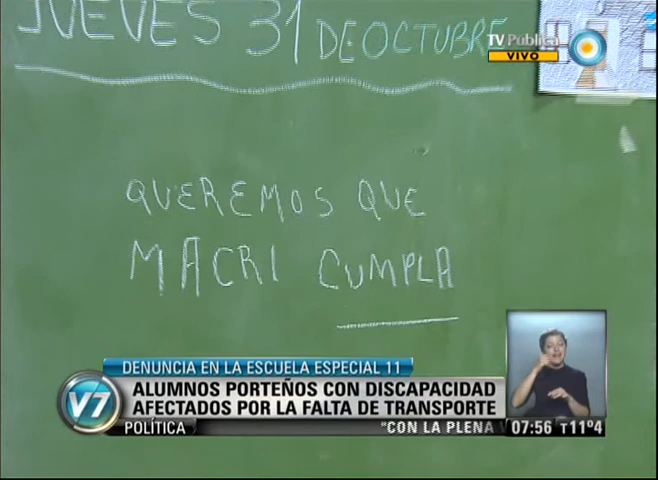 JUEVES 31 DE OCTUBRE
TV Pública
VIVO
QUEREMOS QUE
MACRI CUMPLA
DENUNCIA EN LA ESCUELA ESPECIAL 11
ALUMNOS PORTEÑOS CON DISCAPACIDAD
AFECTADOS POR LA FALTA DE TRANSPORTE
V7
POLÍTICA
"CON LA PLENA
07:56 T11º4